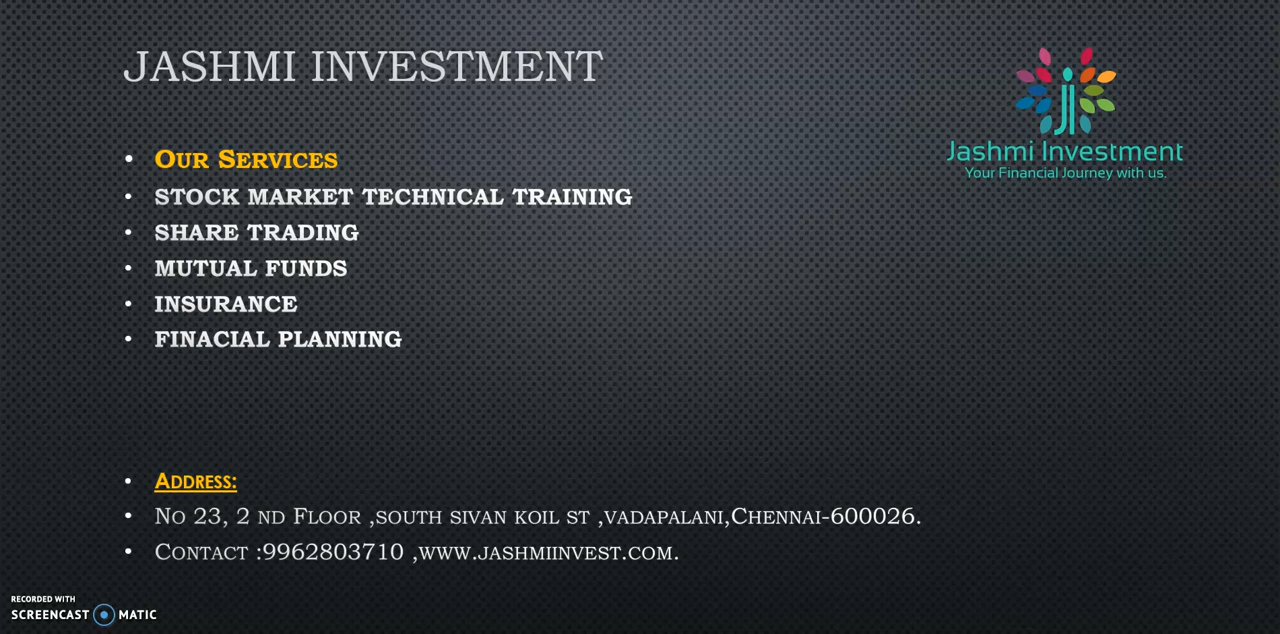 JASHMI INVESTMENT
Jashmi Investment
Your Financial Journey with us.
• OUR SERVICES
• STOCK MARKET TECHNICAL TRAINING
• SHARE TRADING
• MUTUAL FUNDS
• INSURANCE
• FINACIAL PLANNING
• ADDRESS:
• NO 23, 2 ND FLOOR ,SOUTH SIVAN KOIL ST ,VADAPALANI,CHENNAI-600026.
• CONTACT :9962803710 ,WWW.JASHMIINVEST.COM.
RECORDED WITH
SCREENCAST MATIC